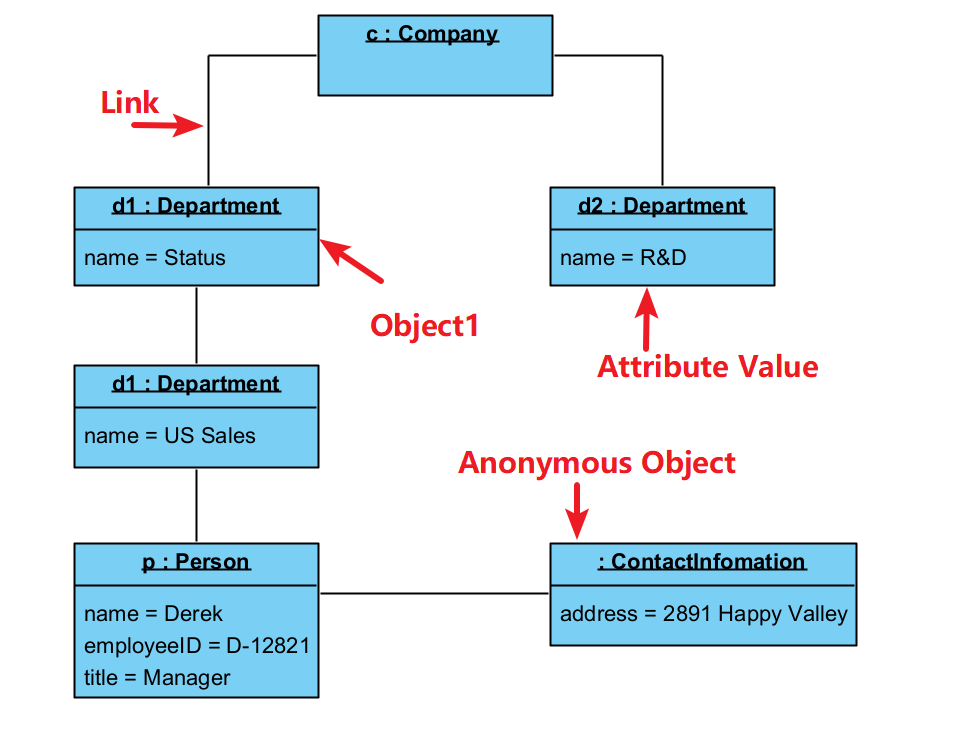 c : Company
Link
d1 : Department
name = Status
d2 : Department
name = R&D
Object1
Attribute Value
d1 : Department
name = US Sales
Anonymous Object
p : Person
name = Derek
employeeID = D-12821
title = Manager
: ContactInfomation
address = 2891 Happy Valley